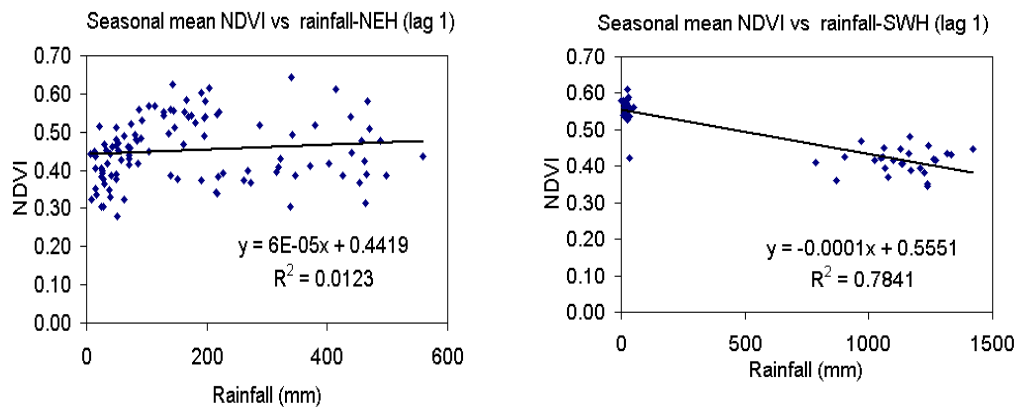 Seasonal mean NDVI vs rainfall-NEH (lag 1)
0.70
0.60
0.50
0.40
0.30
0.20
0.10
0.00
NDVI
y = 6E-05x + 0.4419
R² = 0.0123
0
200
400
600
Rainfall (mm)
Seasonal mean NDVI vs rainfall-SWH (lag 1)
0.70
0.60
0.50
0.40
0.30
0.20
0.10
0.00
NDVI
y = -0.0001x + 0.5551
R² = 0.7841
0
500
1000
1500
Rainfall (mm)